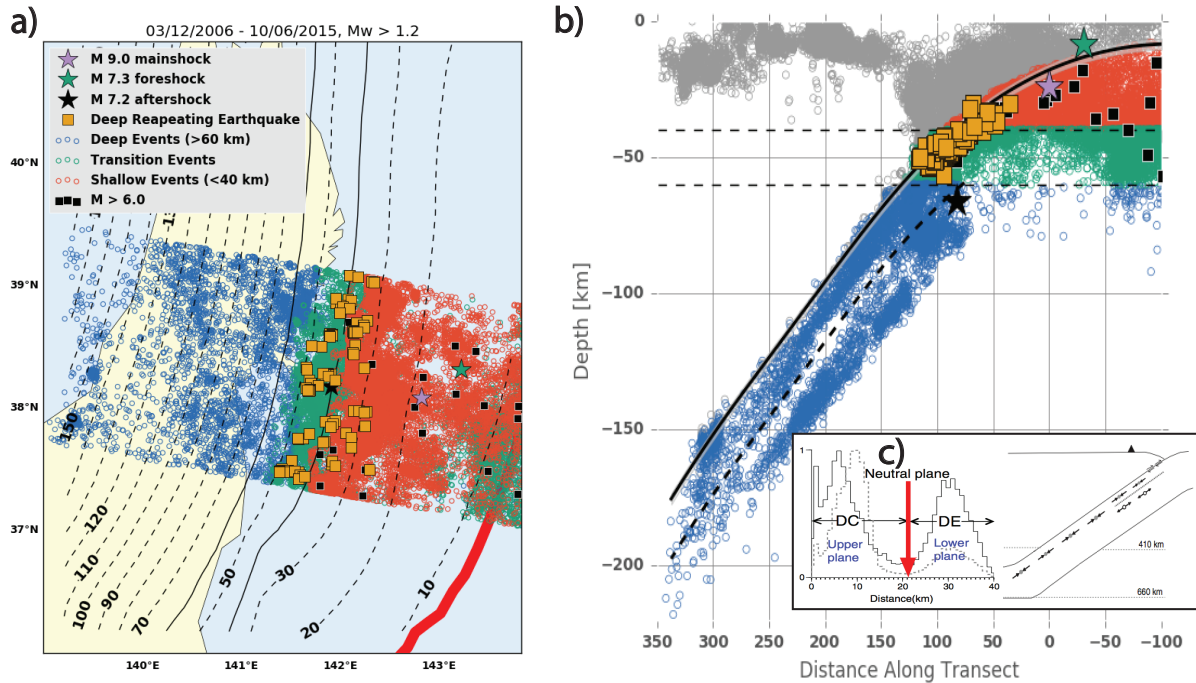 a)
03/12/2006 - 10/06/2015, Mw > 1.2
M 9.0 mainshock
M 7.3 foreshock
M 7.2 aftershock
Deep Reapeating Earthquake
Deep Events (>60 km)
Transition Events
Shallow Events (<40 km)
M > 6.0
40°N
39°N
38°N
37°N
140°E
141°E
142°E
143°E
150
120
110
100
90
70
50
30
20
10
b)
0
−50
−100
−150
−200
Depth [km]
350
300
250
200
150
100
50
0
−50
−100
Distance Along Transect
c)
Neutral plane
1
0
DC
DE
Upper
plane
Lower
plane
0
10
20
30
40
Distance(km)
410 km
660 km